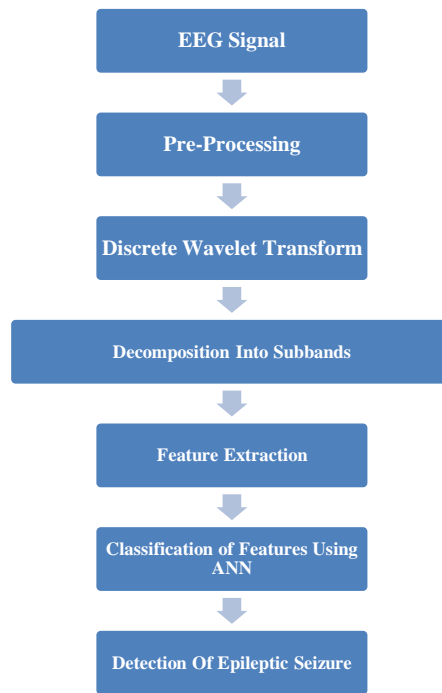 EEG Signal
Pre-Processing
Discrete Wavelet Transform
Decomposition Into Subbands
Feature Extraction
Classification of Features Using
ANN
Detection Of Epileptic Seizure